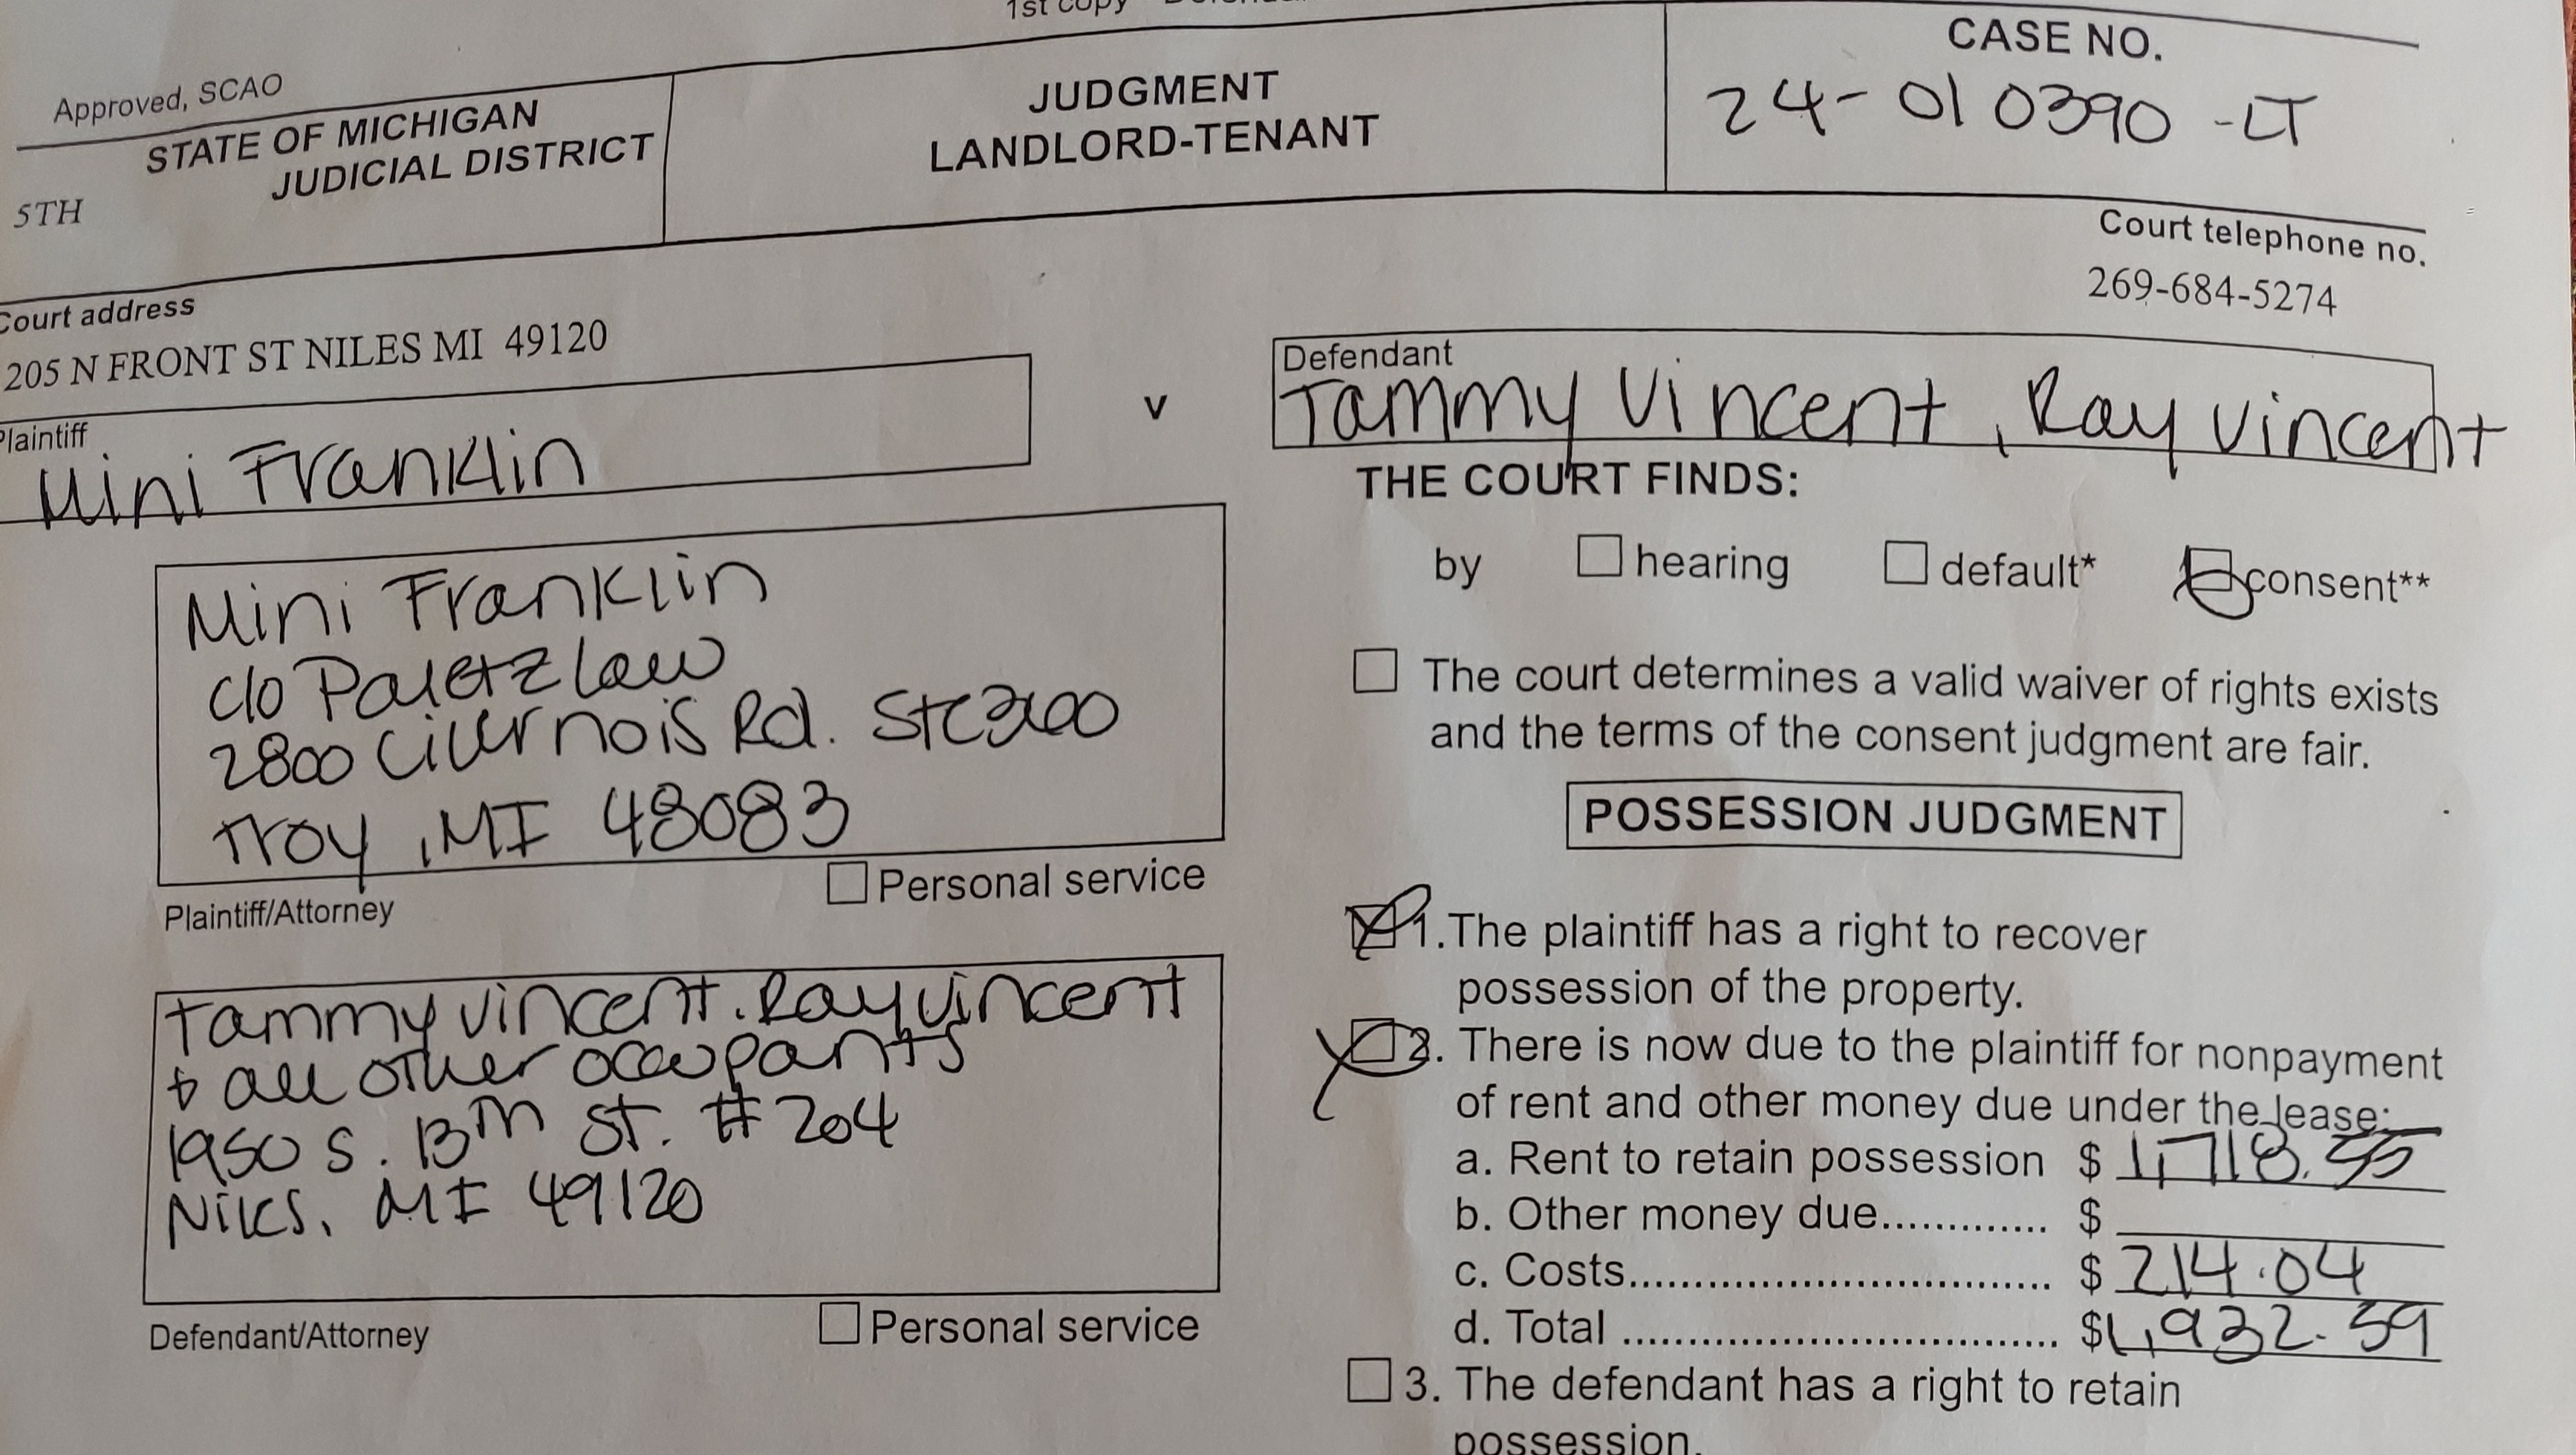 1st copy
Approved, SCAO
STATE OF MICHIGAN
JUDICIAL DISTRICT
5TH
JUDGMENT
LANDLORD-TENANT
CASE NO.
24-010390-LT
Court address
205 N FRONT ST NILES MI 49120
Court telephone no.
269-684-5274
Plaintiff
Mini Franklin
v
Defendant
Tammy Vincent, Ray Vincent
Mini Franklin
c/o Paletz Law
2800 Livernois Rd.
Troy, MI 48083
Plaintiff/Attorney
Personal service
Tammy Vincent. Ray Vincent
+ all other occupants
1950 S. 13th St. #204
Niles, MI 49120
Defendant/Attorney
Personal service
THE COURT FINDS:
by hearing default* consent**
The court determines a valid waiver of rights exists
and the terms of the consent judgment are fair.
POSSESSION JUDGMENT
1. The plaintiff has a right to recover
possession of the property.
2. There is now due to the plaintiff for nonpayment
of rent and other money due under the lease:
a. Rent to retain possession $ 1,718.55
b. Other money due............. $
c. Costs................................ $ 214.04
d. Total ................................. $1,932.59
3. The defendant has a right to retain
possession.